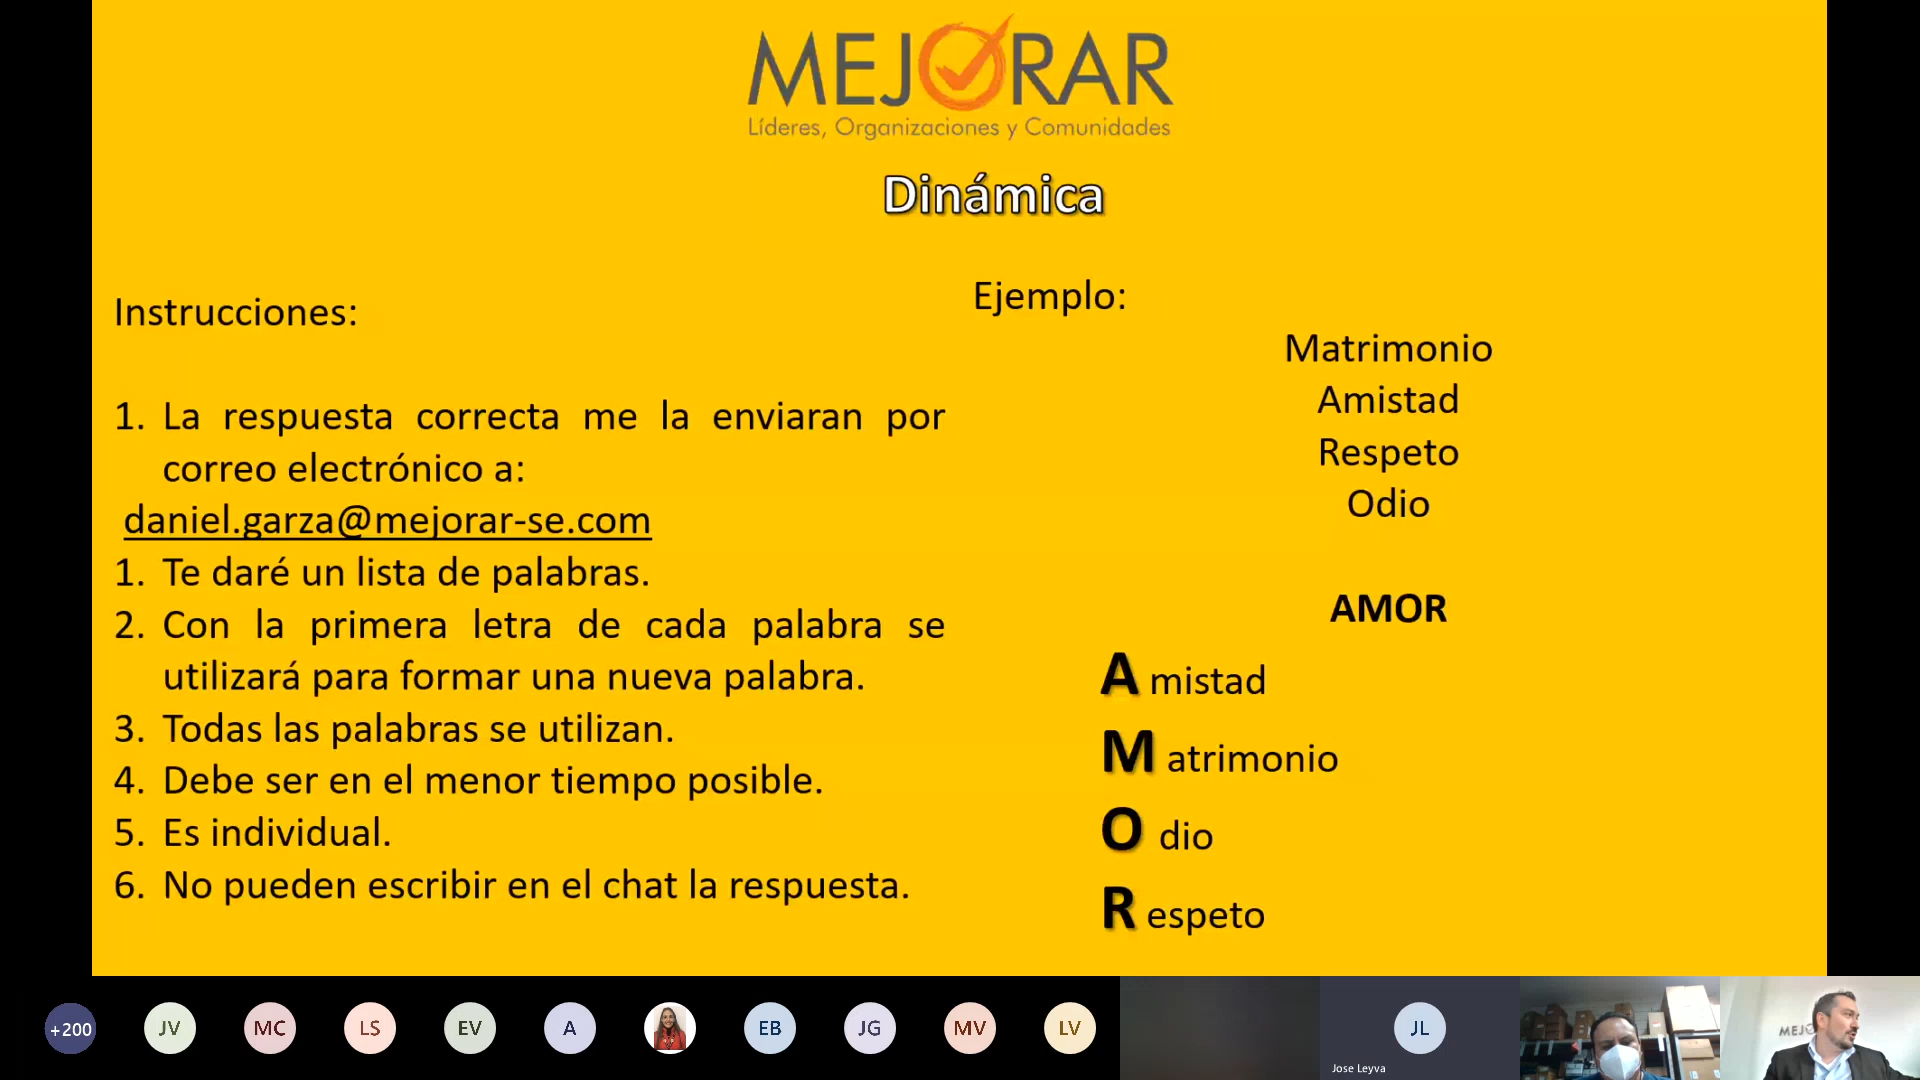 MEJORAR
Líderes, Organizaciones y Comunidades
Dinámica
Instrucciones:
1. La respuesta correcta me la enviaran por
correo electrónico a:
daniel.garza@mejorar-se.com
1. Te daré un lista de palabras.
2. Con la primera letra de cada palabra se
utilizará para formar una nueva palabra.
3. Todas las palabras se utilizan.
4. Debe ser en el menor tiempo posible.
5. Es individual.
6. No pueden escribir en el chat la respuesta.
Ejemplo:
Matrimonio
Amistad
Respeto
Odio
AMOR
A mistad
M atrimonio
O dio
R espeto
+200
JV
MC
LS
EV
A
EB
JG
MV
LV
JL
Jose Leyva